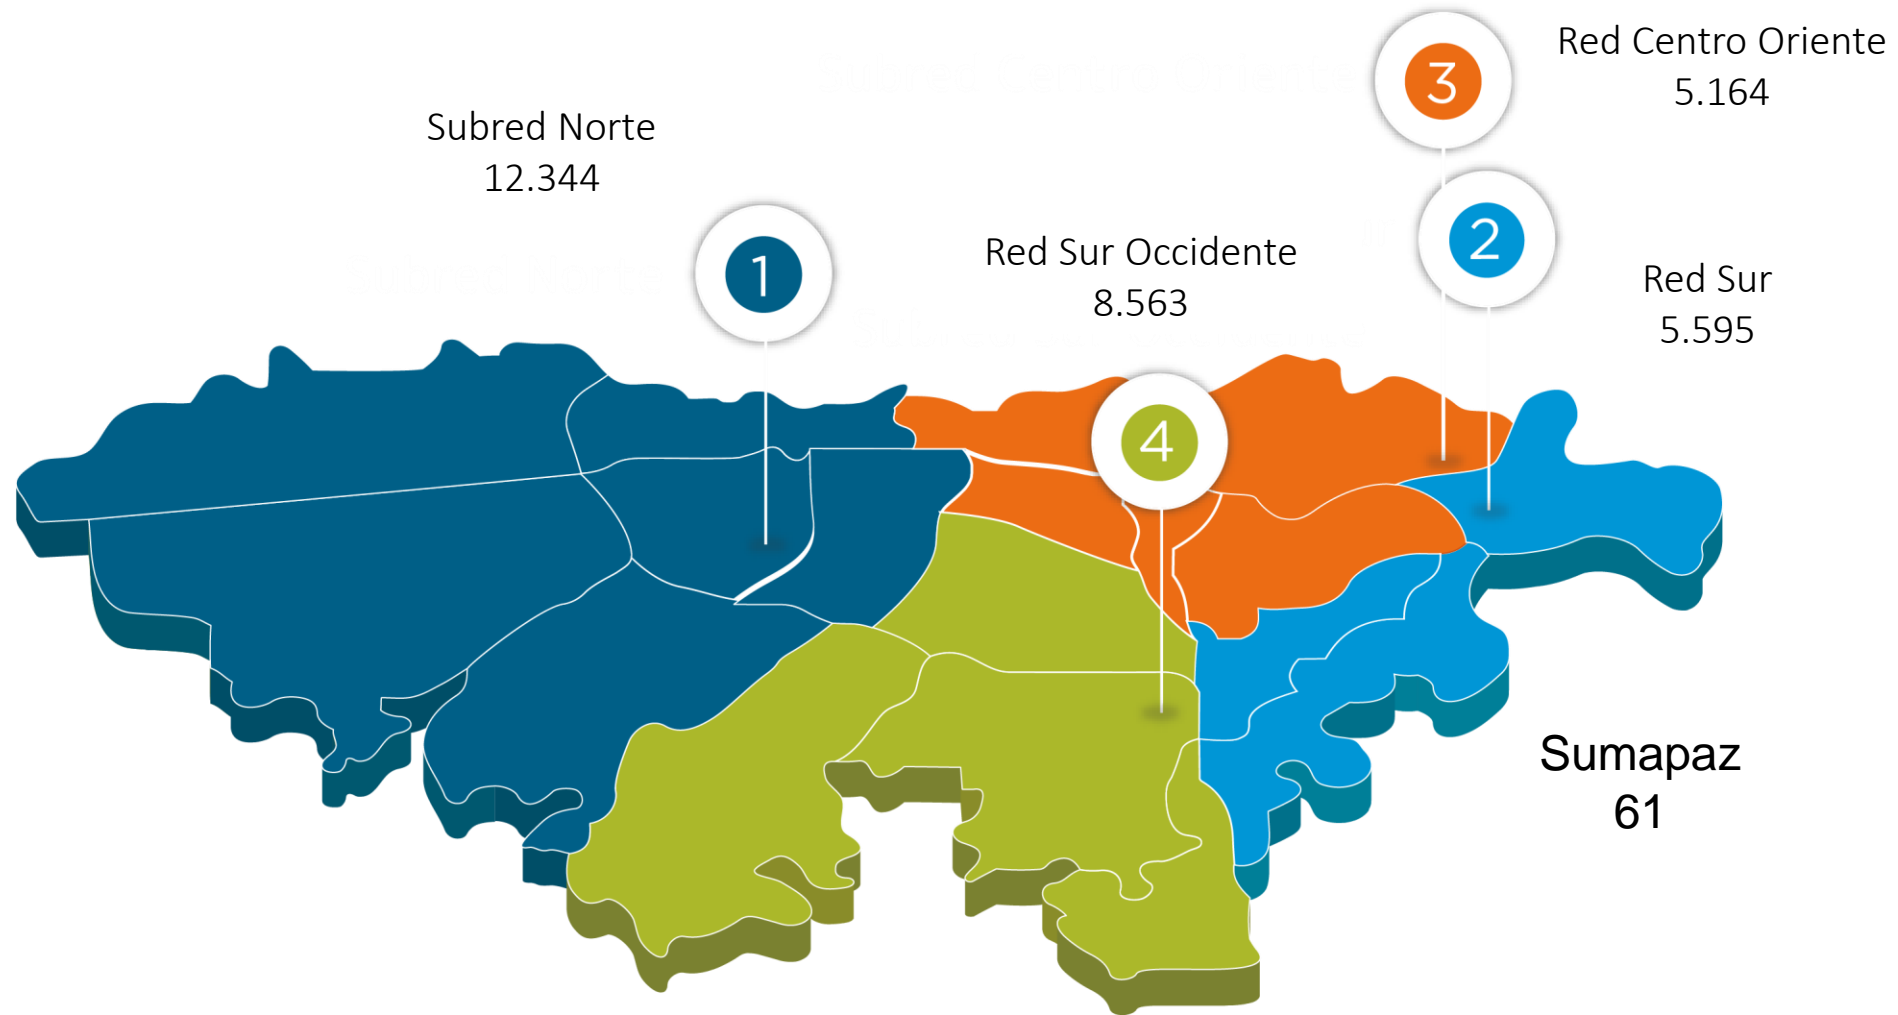 3
Red Centro Oriente
5.164
Subred Norte
12.344
1
Red Sur Occidente
8.563
2
Red Sur
5.595
4
Sumapaz
61